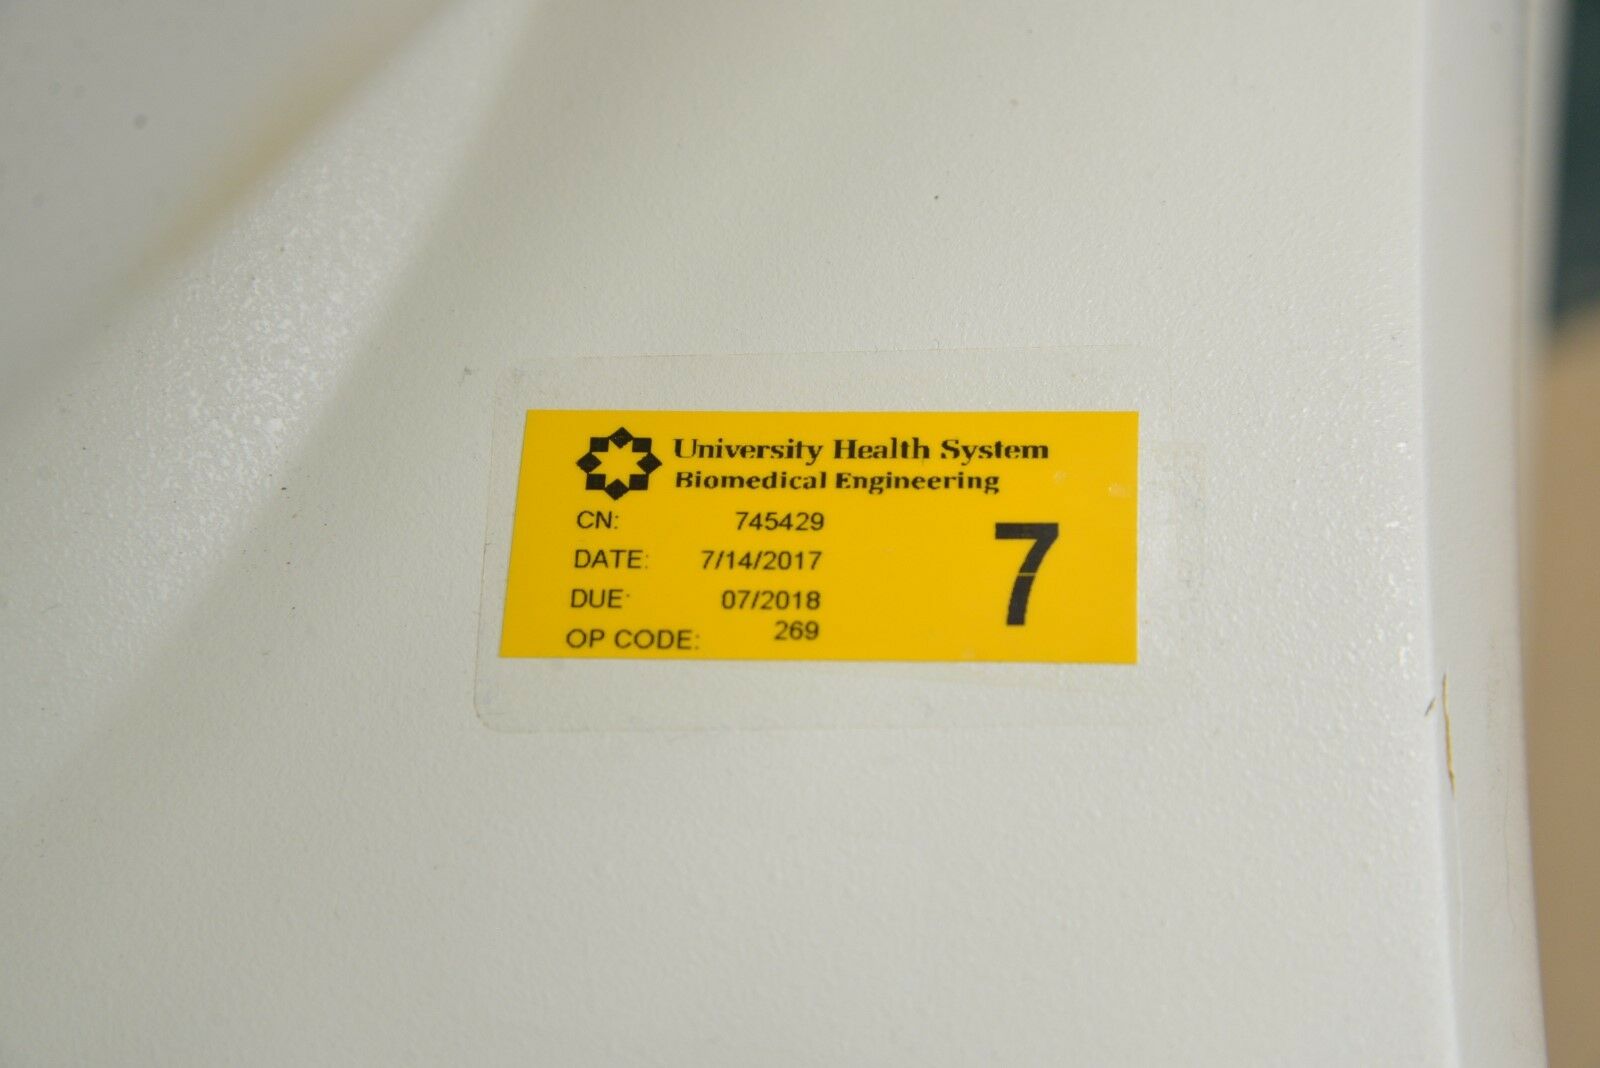 University Health System
Biomedical Engineering
CN: 745429
DATE: 7/14/2017
DUE: 07/2018
OP CODE: 269
7